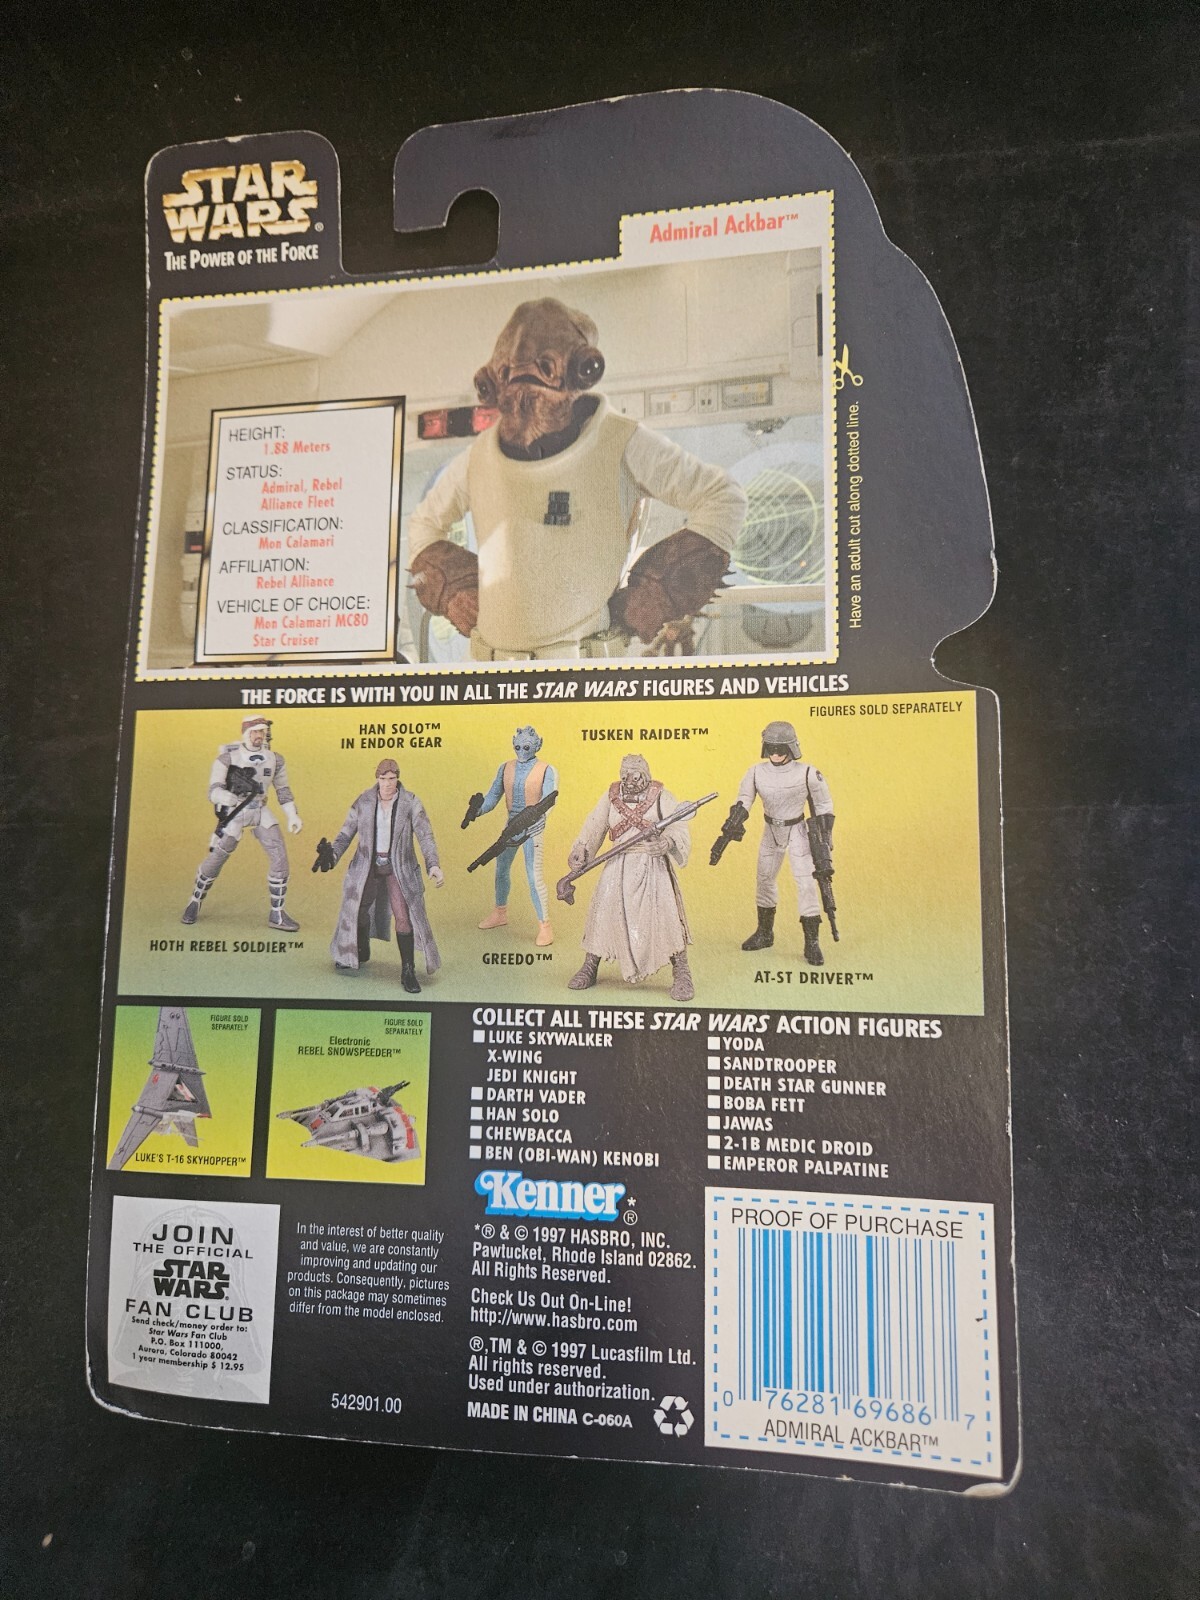 STAR
WARS®
THE POWER OF THE FORCE
Admiral Ackbar™
HEIGHT:
1.88 Meters
STATUS:
Admiral, Rebel
Alliance Fleet
CLASSIFICATION:
Mon Calamari
AFFILIATION:
Rebel Alliance
VEHICLE OF CHOICE:
Mon Calamari MC80
Star Cruiser
Have an adult cut along dotted line.
THE FORCE IS WITH YOU IN ALL THE STAR WARS FIGURES AND VEHICLES
FIGURES SOLD SEPARATELY
HAN SOLO™
IN ENDOR GEAR
TUSKEN RAIDER™
HOTH REBEL SOLDIER™
GREEDO™
AT-ST DRIVER™
FIGURE SOLD
SEPARATELY
LUKE'S T-16 SKYHOPPER™
FIGURE SOLD
SEPARATELY
Electronic
REBEL SNOWSPEEDER™
COLLECT ALL THESE STAR WARS ACTION FIGURES
LUKE SKYWALKER
X-WING
JEDI KNIGHT
DARTH VADER
HAN SOLO
CHEWBACCA
BEN (OBI-WAN) KENOBI
YODA
SANDTROOPER
DEATH STAR GUNNER
BOBA FETT
JAWAS
2-1B MEDIC DROID
EMPEROR PALPATINE
JOIN
THE OFFICIAL
STAR
WARS
FAN CLUB
Send check/money order to:
Star Wars Fan Club
P.O. Box 111000,
Aurora, Colorado 80042
1 year membership $ 12.95
In the interest of better quality
and value, we are constantly
improving and updating our
products. Consequently, pictures
on this package may sometimes
differ from the model enclosed.
542901.00
Kenner*®
*® & © 1997 HASBRO, INC.
Pawtucket, Rhode Island 02862.
All Rights Reserved.
Check Us Out On-Line!
http://www.hasbro.com
®,TM & © 1997 Lucasfilm Ltd.
All rights reserved.
Used under authorization.
MADE IN CHINA C-060A
PROOF OF PURCHASE
0 76281 69686 7
ADMIRAL ACKBAR™